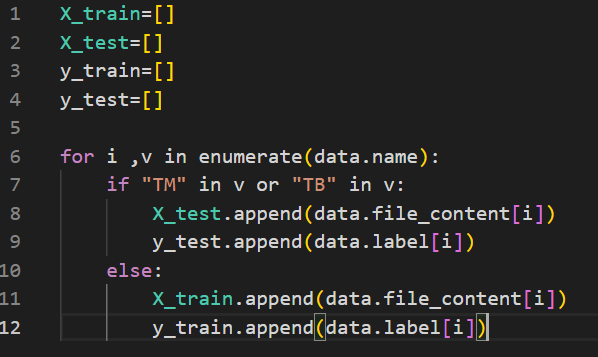 1 X_train=[]
2 X_test=[]
3 y_train=[]
4 y_test=[]
5
6 for i ,v in enumerate(data.name):
7     if "TM" in v or "TB" in v:
8         X_test.append(data.file_content[i])
9         y_test.append(data.label[i])
10     else:
11         X_train.append(data.file_content[i])
12         y_train.append(data.label[i])